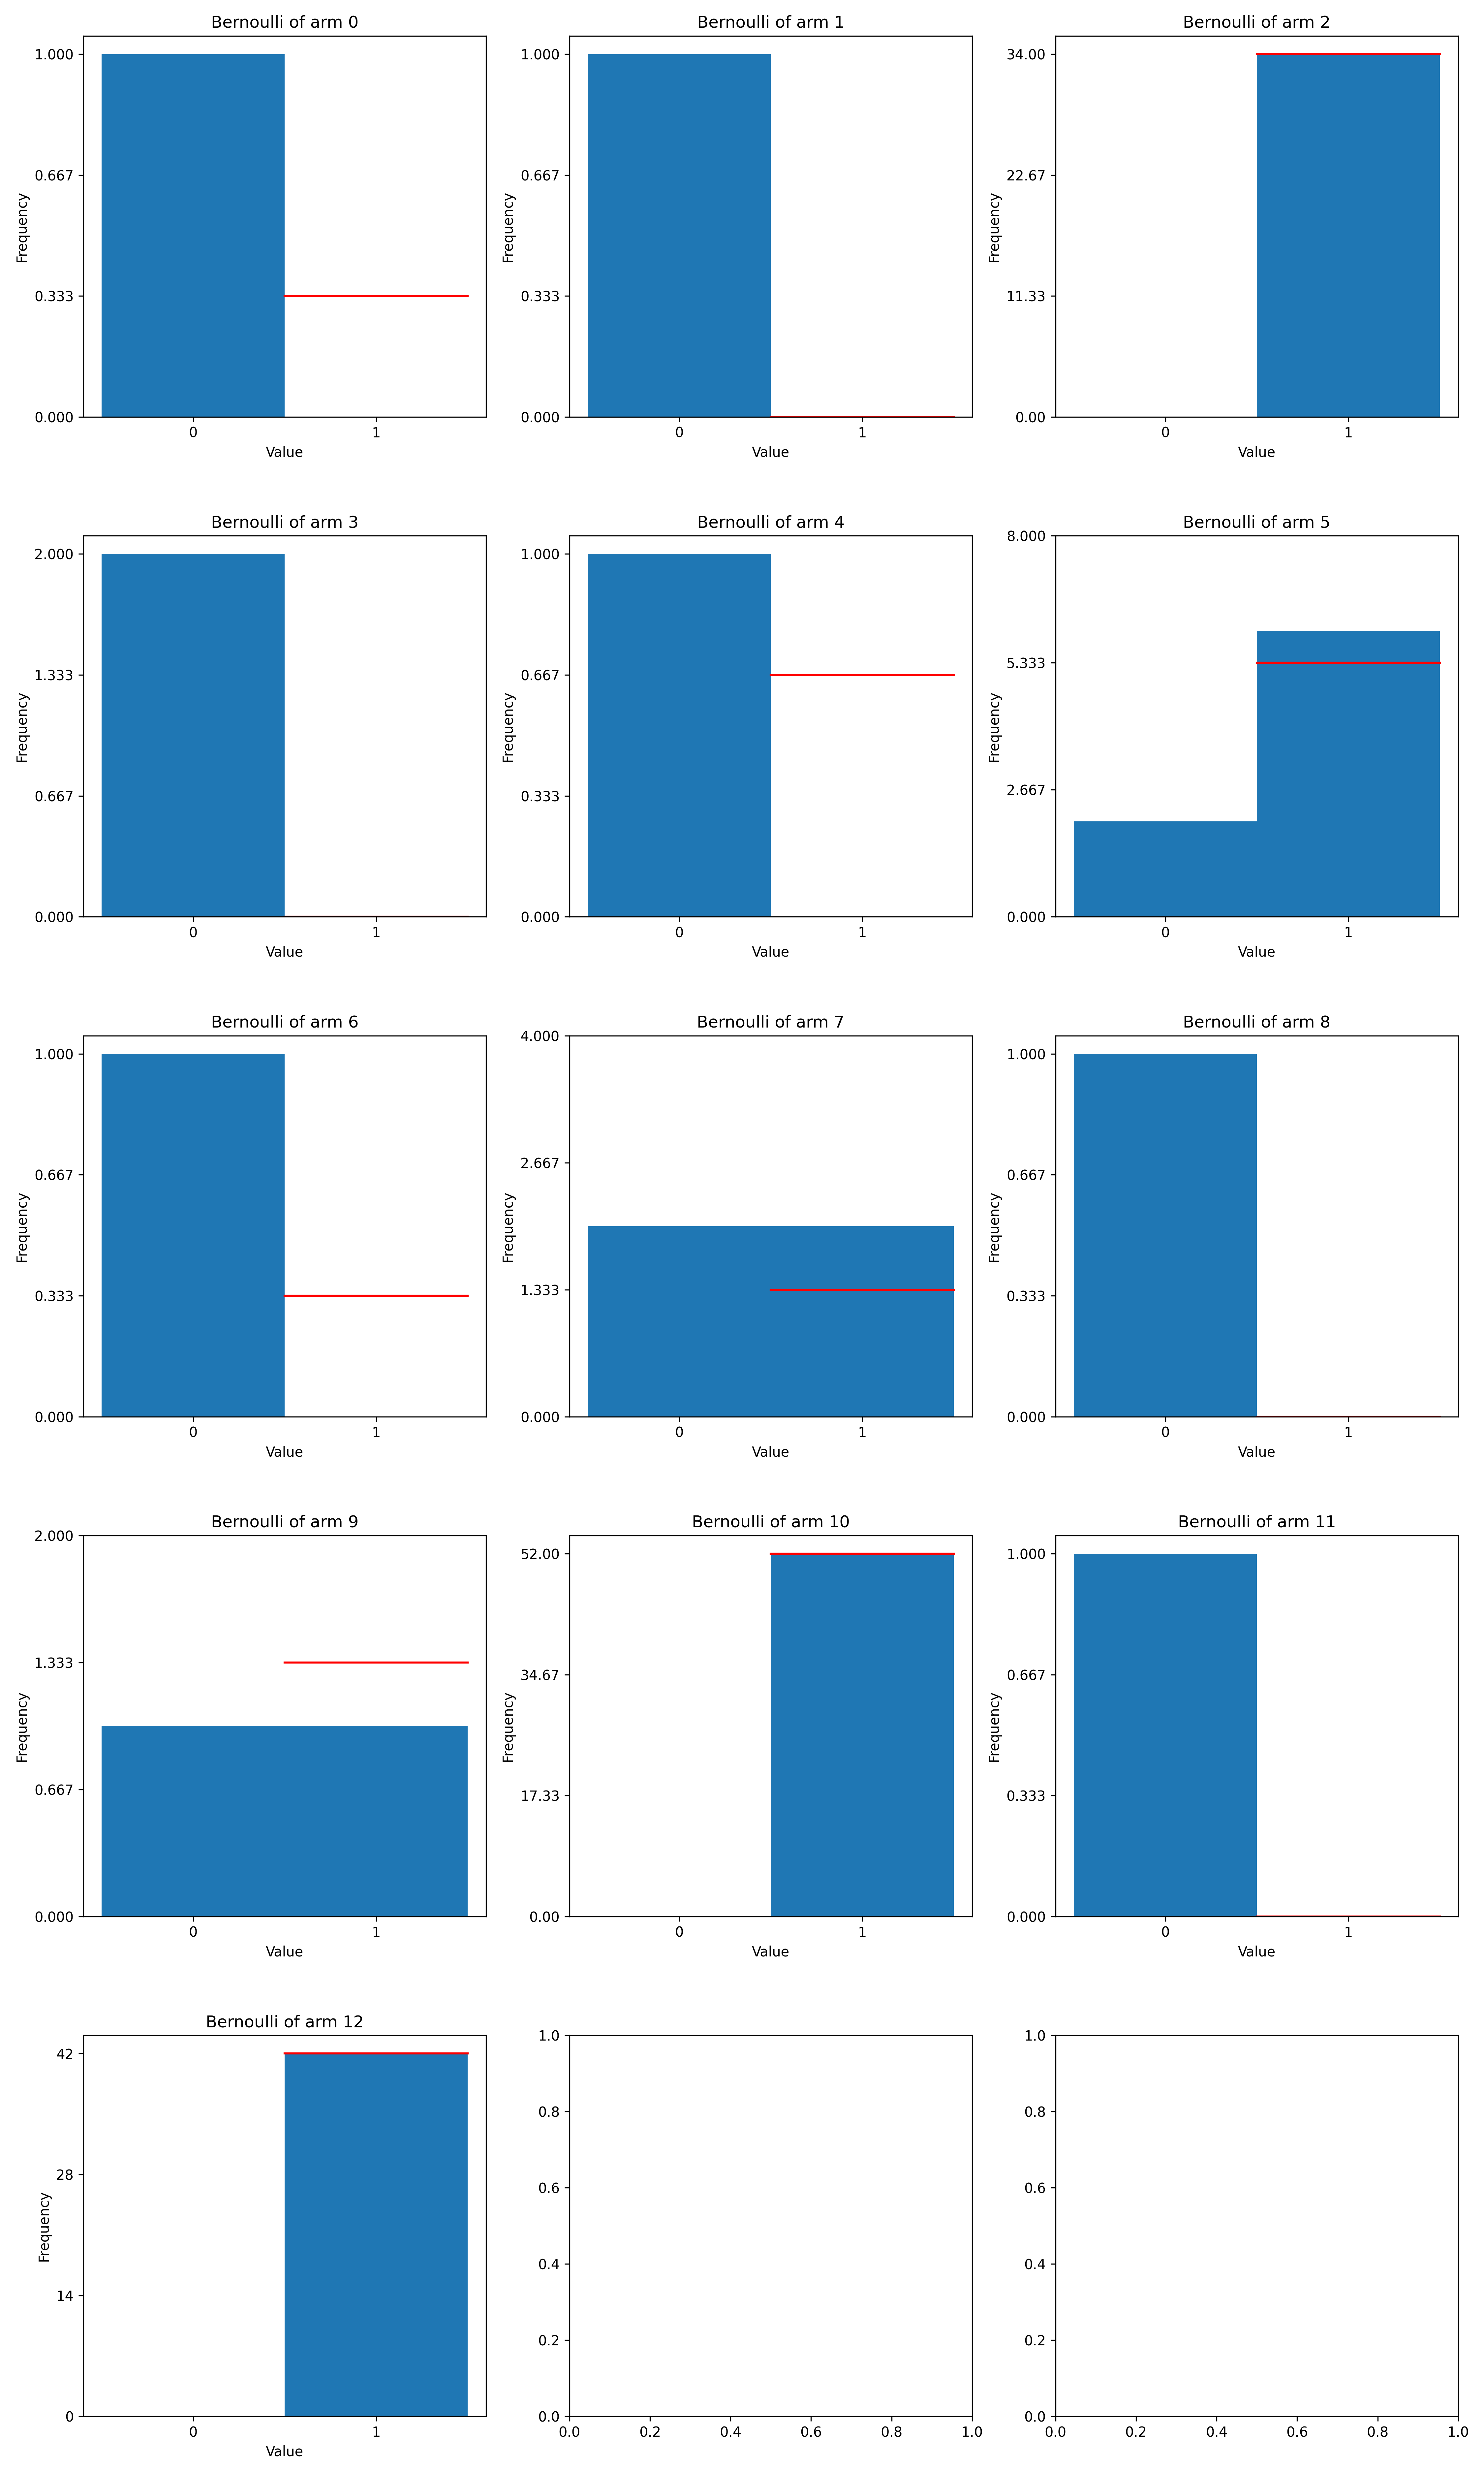 Bernoulli of arm 0
1.000
0.667
0.333
0.000
Frequency
0 1
Value
Bernoulli of arm 1
1.000
0.667
0.333
0.000
Frequency
0 1
Value
Bernoulli of arm 2
34.00
22.67
11.33
0.00
Frequency
0 1
Value
Bernoulli of arm 3
2.000
1.333
0.667
0.000
Frequency
0 1
Value
Bernoulli of arm 4
1.000
0.667
0.333
0.000
Frequency
0 1
Value
Bernoulli of arm 5
8.000
5.333
2.667
0.000
Frequency
0 1
Value
Bernoulli of arm 6
1.000
0.667
0.333
0.000
Frequency
0 1
Value
Bernoulli of arm 7
4.000
2.667
1.333
0.000
Frequency
0 1
Value
Bernoulli of arm 8
1.000
0.667
0.333
0.000
Frequency
0 1
Value
Bernoulli of arm 9
2.000
1.333
0.667
0.000
Frequency
0 1
Value
Bernoulli of arm 10
52.00
34.67
17.33
0.00
Frequency
0 1
Value
Bernoulli of arm 11
1.000
0.667
0.333
0.000
Frequency
0 1
Value
Bernoulli of arm 12
42
28
14
0
Frequency
0 1
Value
1.0
0.8
0.6
0.4
0.2
0.0
0.0 0.2 0.4 0.6 0.8 1.0
1.0
0.8
0.6
0.4
0.2
0.0
0.0 0.2 0.4 0.6 0.8 1.0